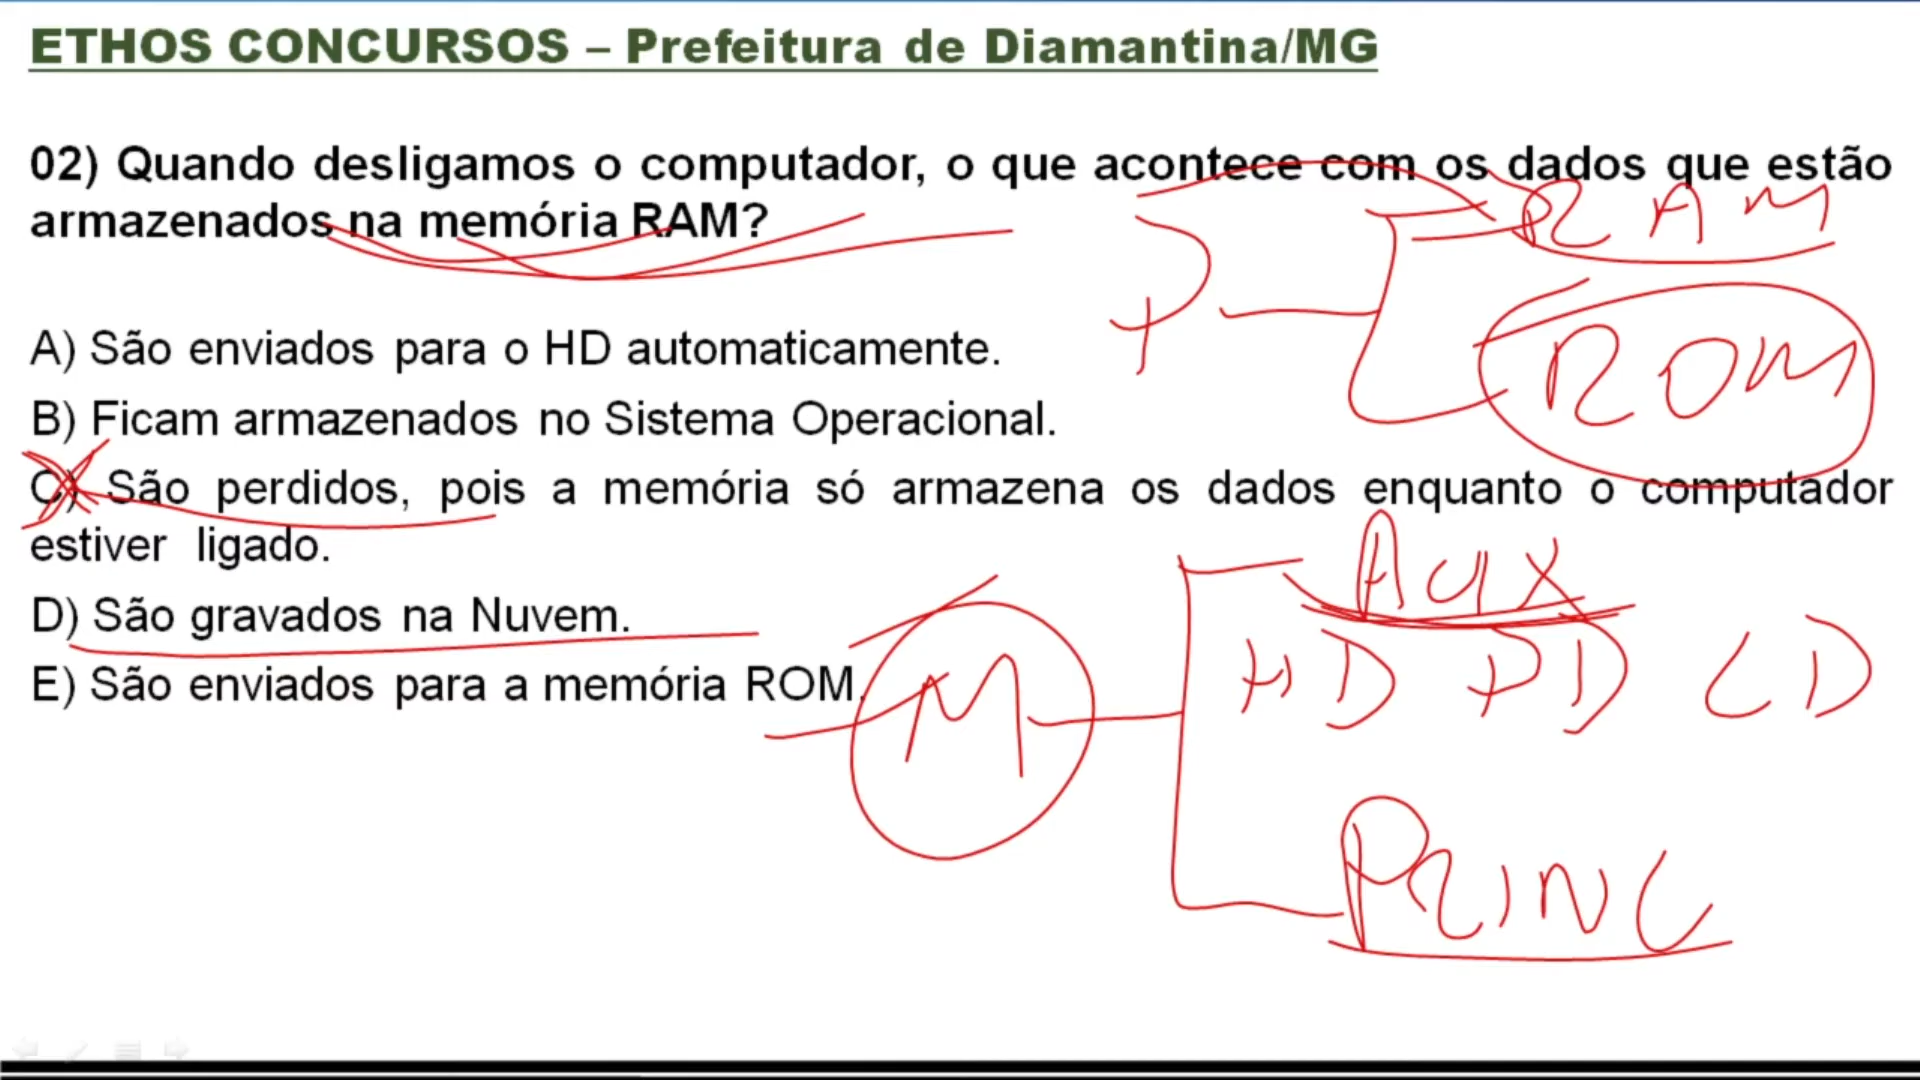 ETHOS CONCURSOS – Prefeitura de Diamantina/MG
02) Quando desligamos o computador, o que acontece com os dados que estão
armazenados na memória RAM?
RAM
P
A) São enviados para o HD automaticamente.
ROM
B) Ficam armazenados no Sistema Operacional.
C) São perdidos, pois a memória só armazena os dados enquanto o computador
estiver ligado.
AUX
D) São gravados na Nuvem.
E) São enviados para a memória ROM.
M
HD PD CD
PRINC